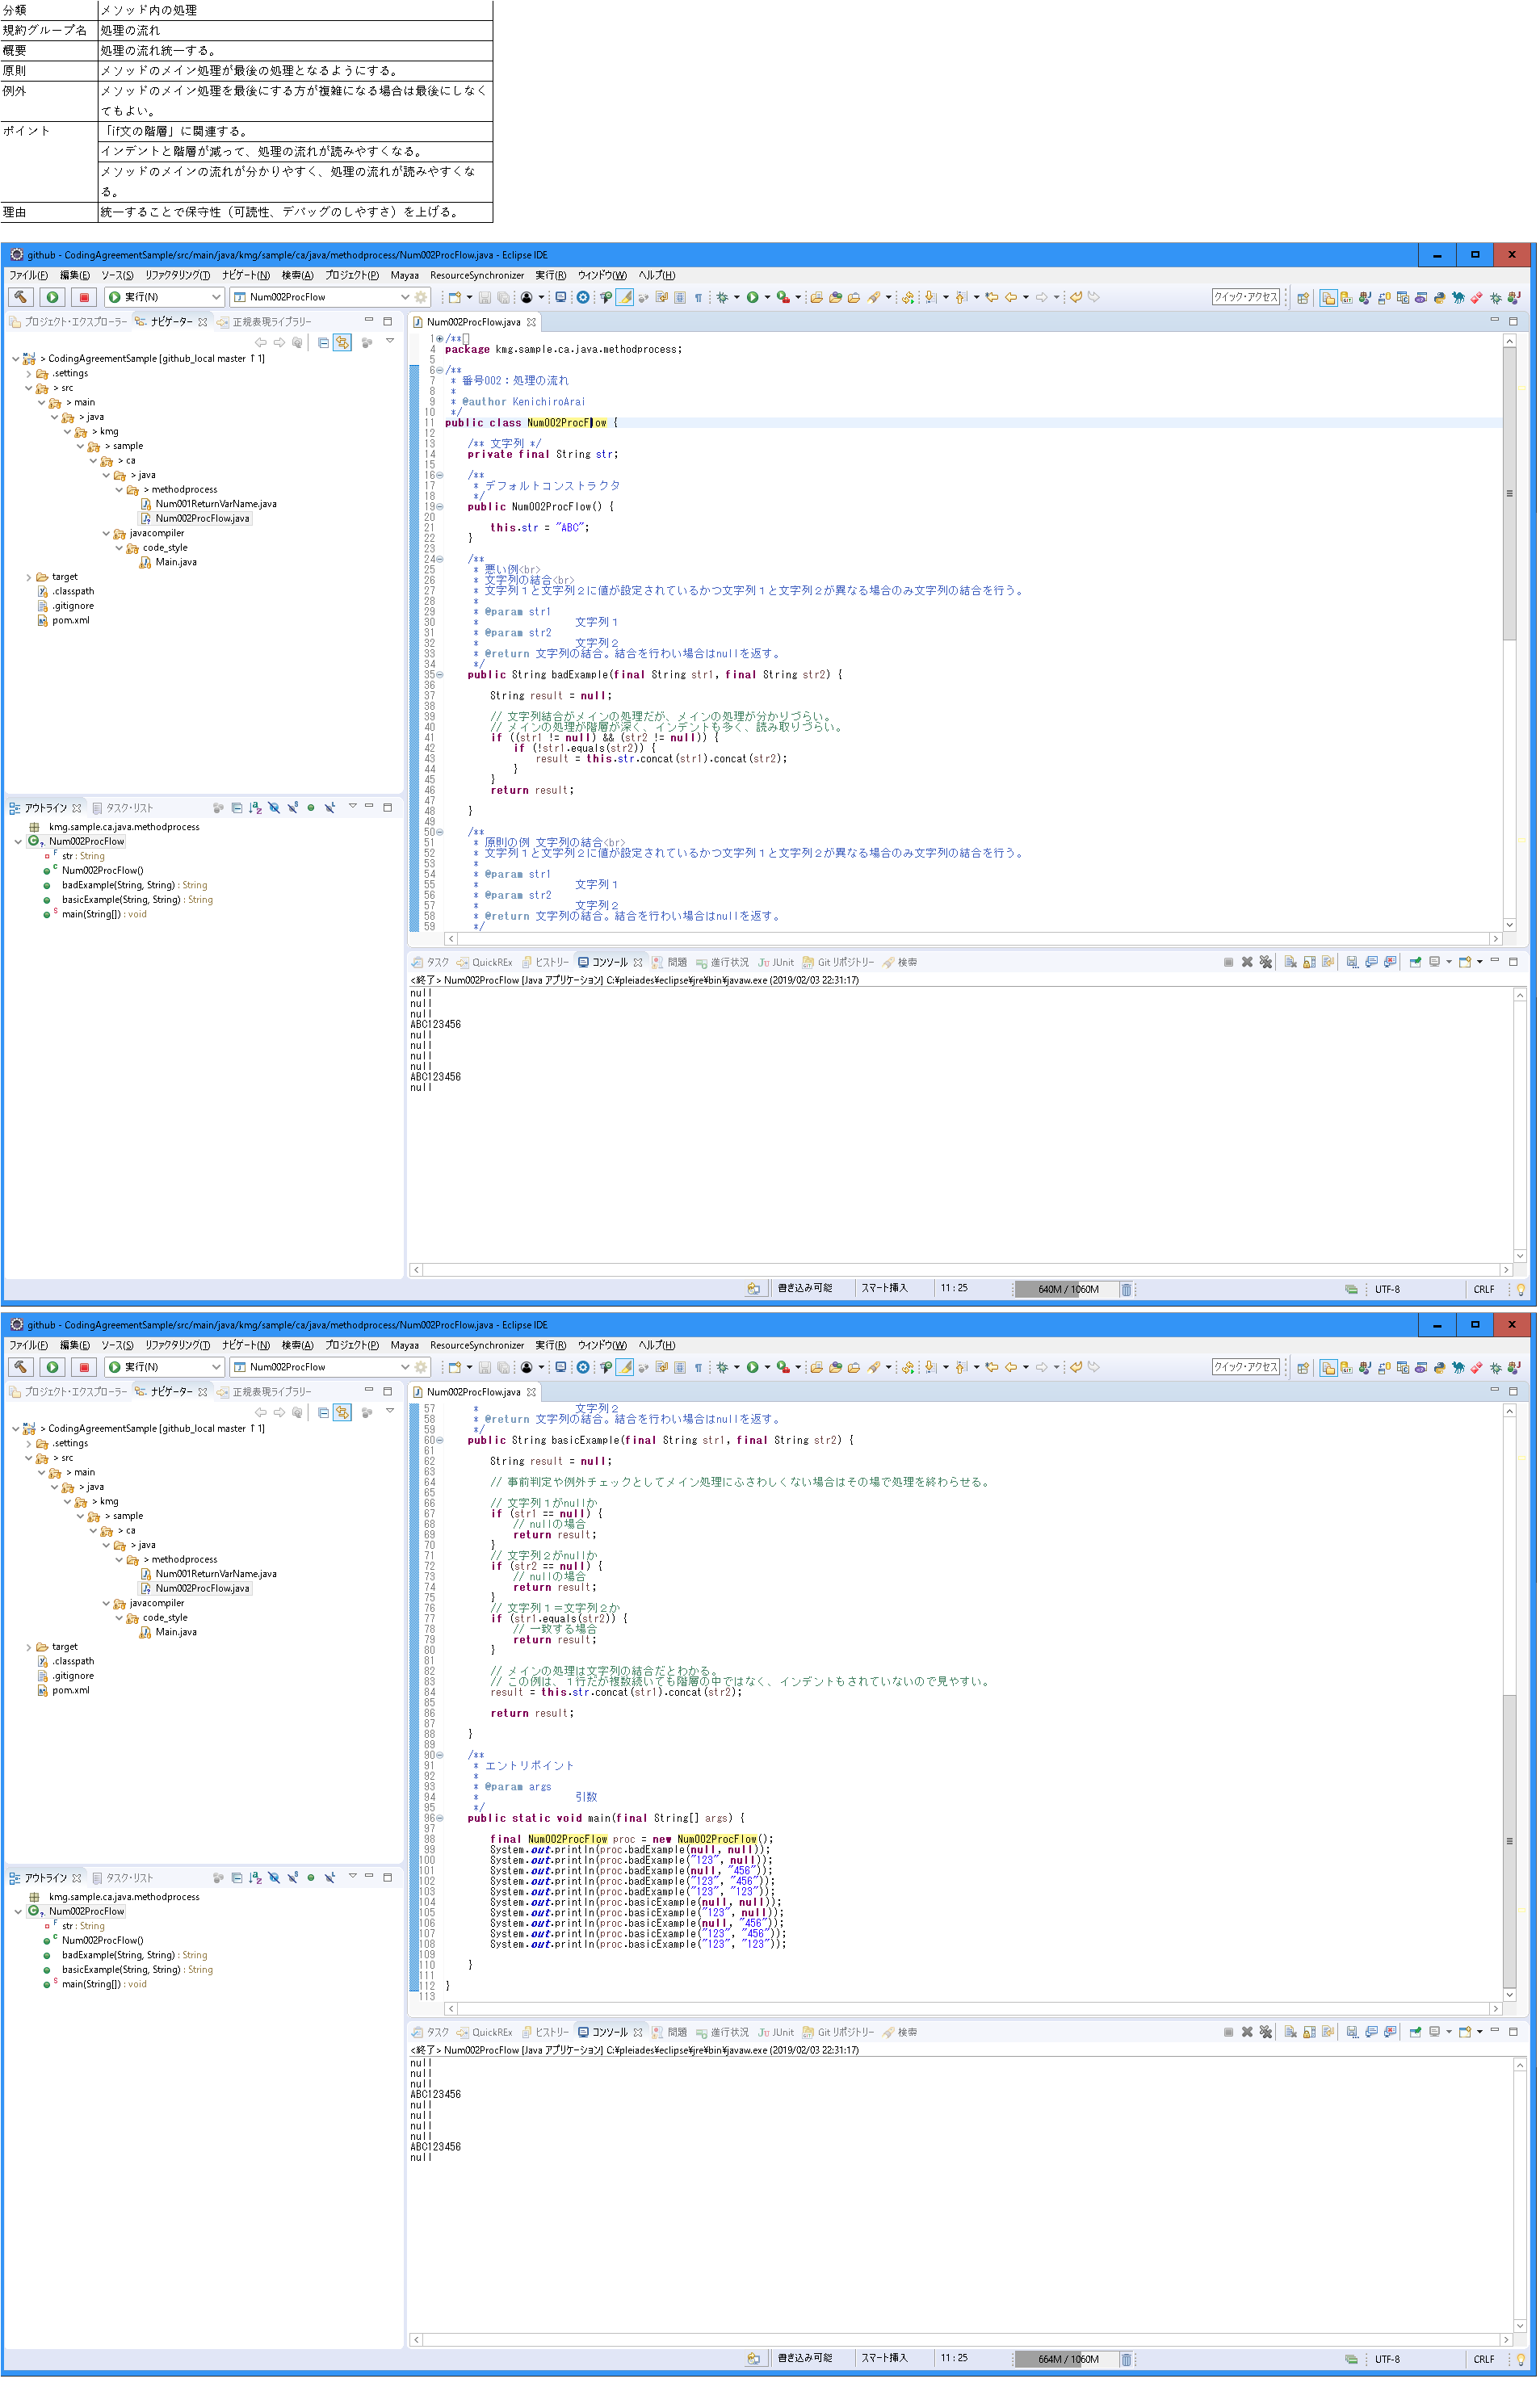 分類 メソッド内の処理
規約グループ名 処理の流れ
概要 処理の流れ統一する。
原則 メソッドのメイン処理が最後の処理となるようにする。
例外 メソッドのメイン処理を最後にする方が複雑になる場合は最後にしなく
てもよい。
ポイント 「if文の階層」に関連する。
インデントと階層が減って、処理の流れが読みやすくなる。
メソッドのメインの流れが分かりやすく、処理の流れが読みやすくな
る。
理由 統一することで保守性（可読性、デバッグのしやすさ）を上げる。
github - CodingAgreementSample/src/main/java/kmg/sample/ca/java/methodprocess/Num002ProcFlow.java - Eclipse IDE
ファイル(F) 編集(E) ソース(S) リファクタリング(T) ナビゲート(N) 検索(A) プロジェクト(P) Mayaa ResourceSynchronizer 実行(R) ウインドウ(W) ヘルプ(H)
実行(N) Num002ProcFlow クイック・アクセス
プロジェクト・エクスプローラー ナビゲーター 正規表現ライブラリー
> CodingAgreementSample [github_local master ↑1]
.settings
> src
> main
> java
> kmg
> sample
> ca
> java
> methodprocess
Num001ReturnVarName.java
Num002ProcFlow.java
javacompiler
code_style
Main.java
target
.classpath
.gitignore
pom.xml
アウトライン タスク・リスト
kmg.sample.ca.java.methodprocess
Num002ProcFlow
str : String
Num002ProcFlow()
badExample(String, String) : String
basicExample(String, String) : String
main(String[]) : void
Num002ProcFlow.java
1 /**
4 package kmg.sample.ca.java.methodprocess;
5
6 /**
7 * 番号002：処理の流れ
8 *
9 * @author KenichiroArai
10 */
11 public class Num002ProcFlow {
12
13 /** 文字列 */
14 private final String str;
15
16 /**
17 * デフォルトコンストラクタ
18 */
19 public Num002ProcFlow() {
20
21 this.str = "ABC";
22 }
23
24 /**
25 * 悪い例<br>
26 * 文字列の結合<br>
27 * 文字列１と文字列２に値が設定されているかつ文字列１と文字列２が異なる場合のみ文字列の結合を行う。
28 *
29 * @param str1
30 * 文字列１
31 * @param str2
32 * 文字列２
33 * @return 文字列の結合。結合を行わい場合はnullを返す。
34 */
35 public String badExample(final String str1, final String str2) {
36
37 String result = null;
38
39 // 文字列結合がメインの処理だが、メインの処理が分かりづらい。
40 // メインの処理が階層が深く、インデントも多く、読み取りづらい。
41 if ((str1 != null) && (str2 != null)) {
42 if (!str1.equals(str2)) {
43 result = this.str.concat(str1).concat(str2);
44 }
45 }
46 return result;
47
48 }
49
50 /**
51 * 原則の例 文字列の結合<br>
52 * 文字列１と文字列２に値が設定されているかつ文字列１と文字列２が異なる場合のみ文字列の結合を行う。
53 *
54 * @param str1
55 * 文字列１
56 * @param str2
57 * 文字列２
58 * @return 文字列の結合。結合を行わい場合はnullを返す。
59 */
タスク QuickREx ヒストリー コンソール 問題 進行状況 JUnit Git リポジトリー 検索
<終了> Num002ProcFlow [Java アプリケーション] C:¥pleiades¥eclipse¥jre¥bin¥javaw.exe (2019/02/03 22:31:17)
null
null
null
ABC123456
null
null
null
null
ABC123456
null
書き込み可能 スマート挿入 11 : 25 640M / 1060M UTF-8 CRLF
github - CodingAgreementSample/src/main/java/kmg/sample/ca/java/methodprocess/Num002ProcFlow.java - Eclipse IDE
ファイル(F) 編集(E) ソース(S) リファクタリング(T) ナビゲート(N) 検索(A) プロジェクト(P) Mayaa ResourceSynchronizer 実行(R) ウインドウ(W) ヘルプ(H)
実行(N) Num002ProcFlow クイック・アクセス
プロジェクト・エクスプローラー ナビゲーター 正規表現ライブラリー
> CodingAgreementSample [github_local master ↑1]
.settings
> src
> main
> java
> kmg
> sample
> ca
> java
> methodprocess
Num001ReturnVarName.java
Num002ProcFlow.java
javacompiler
code_style
Main.java
target
.classpath
.gitignore
pom.xml
アウトライン タスク・リスト
kmg.sample.ca.java.methodprocess
Num002ProcFlow
str : String
Num002ProcFlow()
badExample(String, String) : String
basicExample(String, String) : String
main(String[]) : void
Num002ProcFlow.java
57 * 文字列２
58 * @return 文字列の結合。結合を行わい場合はnullを返す。
59 */
60 public String basicExample(final String str1, final String str2) {
61
62 String result = null;
63
64 // 事前判定や例外チェックとしてメイン処理にふさわしくない場合はその場で処理を終わらせる。
65
66 // 文字列１がnullか
67 if (str1 == null) {
68 // nullの場合
69 return result;
70 }
71 // 文字列２がnullか
72 if (str2 == null) {
73 // nullの場合
74 return result;
75 }
76 // 文字列１＝文字列２か
77 if (str1.equals(str2)) {
78 // 一致する場合
79 return result;
80 }
81
82 // メインの処理は文字列の結合だとわかる。
83 // この例は、１行だが複数続いても階層の中ではなく、インデントもされていないので見やすい。
84 result = this.str.concat(str1).concat(str2);
85
86 return result;
87
88 }
89
90 /**
91 * エントリポイント
92 *
93 * @param args
94 * 引数
95 */
96 public static void main(final String[] args) {
97
98 final Num002ProcFlow proc = new Num002ProcFlow();
99 System.out.println(proc.badExample(null, null));
100 System.out.println(proc.badExample("123", null));
101 System.out.println(proc.badExample(null, "456"));
102 System.out.println(proc.badExample("123", "456"));
103 System.out.println(proc.badExample("123", "123"));
104 System.out.println(proc.basicExample(null, null));
105 System.out.println(proc.basicExample("123", null));
106 System.out.println(proc.basicExample(null, "456"));
107 System.out.println(proc.basicExample("123", "456"));
108 System.out.println(proc.basicExample("123", "123"));
109
110 }
111
112 }
113
タスク QuickREx ヒストリー コンソール 問題 進行状況 JUnit Git リポジトリー 検索
<終了> Num002ProcFlow [Java アプリケーション] C:¥pleiades¥eclipse¥jre¥bin¥javaw.exe (2019/02/03 22:31:17)
null
null
null
ABC123456
null
null
null
null
ABC123456
null
書き込み可能 スマート挿入 11 : 25 664M / 1060M UTF-8 CRLF